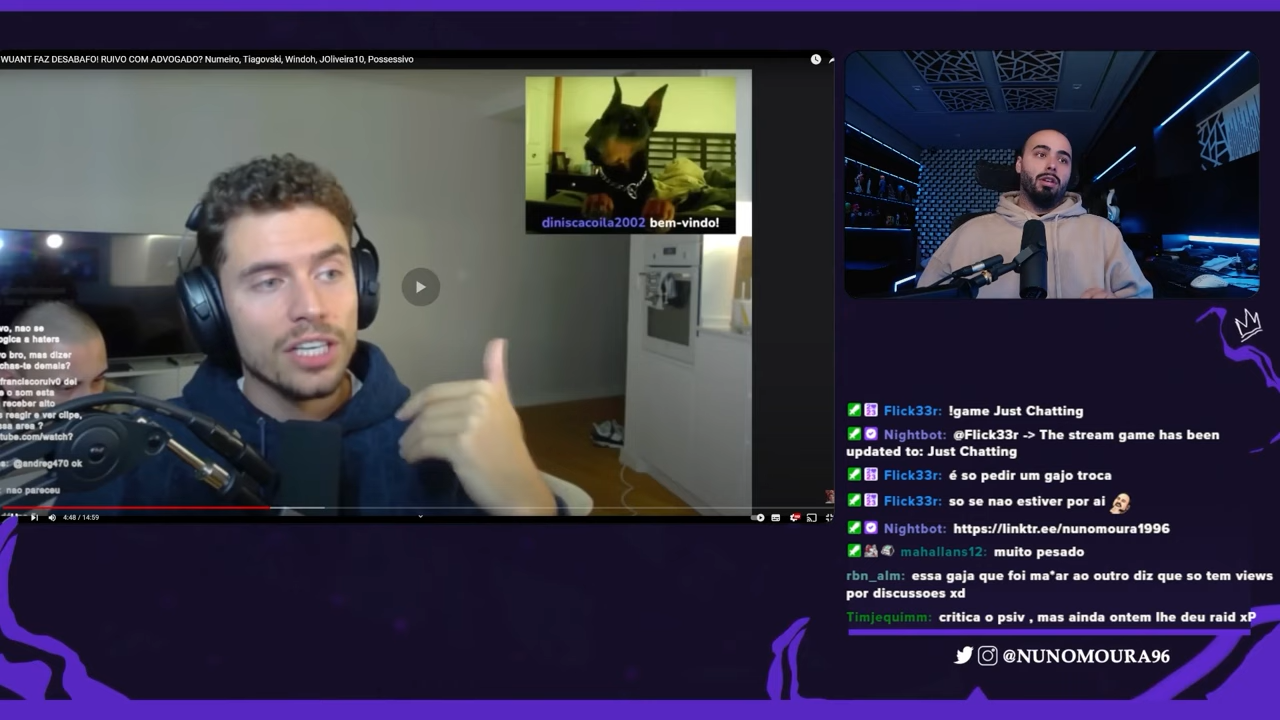 WUANT FAZ DESABAFO! RUIVO COM ADVOGADO? Numeiro, Tiagovski, Windoh, JOliveira10, Possessivo
diniscacoila2002 bem-vindo!
vo, nao se
ogica a haters
vo bro, mas dizer
chas-te demais?
franciscoruiv0 dei
e o som esta
receber alto
s reagir e ver clipe,
ssa area ?
tube.com/watch?
s: @andreg470 ok
nao pareceu
4:48 / 14:59
Flick33r: !game Just Chatting
Nightbot: @Flick33r -> The stream game has been
updated to: Just Chatting
Flick33r: é so pedir um gajo troca
Flick33r: so se nao estiver por ai
Nightbot: https://linktr.ee/nunomoura1996
mahallans12: muito pesado
rbn_alm: essa gaja que foi ma*ar ao outro diz que so tem views
por discussoes xd
Timjequimm: critica o psiv , mas ainda ontem lhe deu raid xP
@NUNOMOURA96